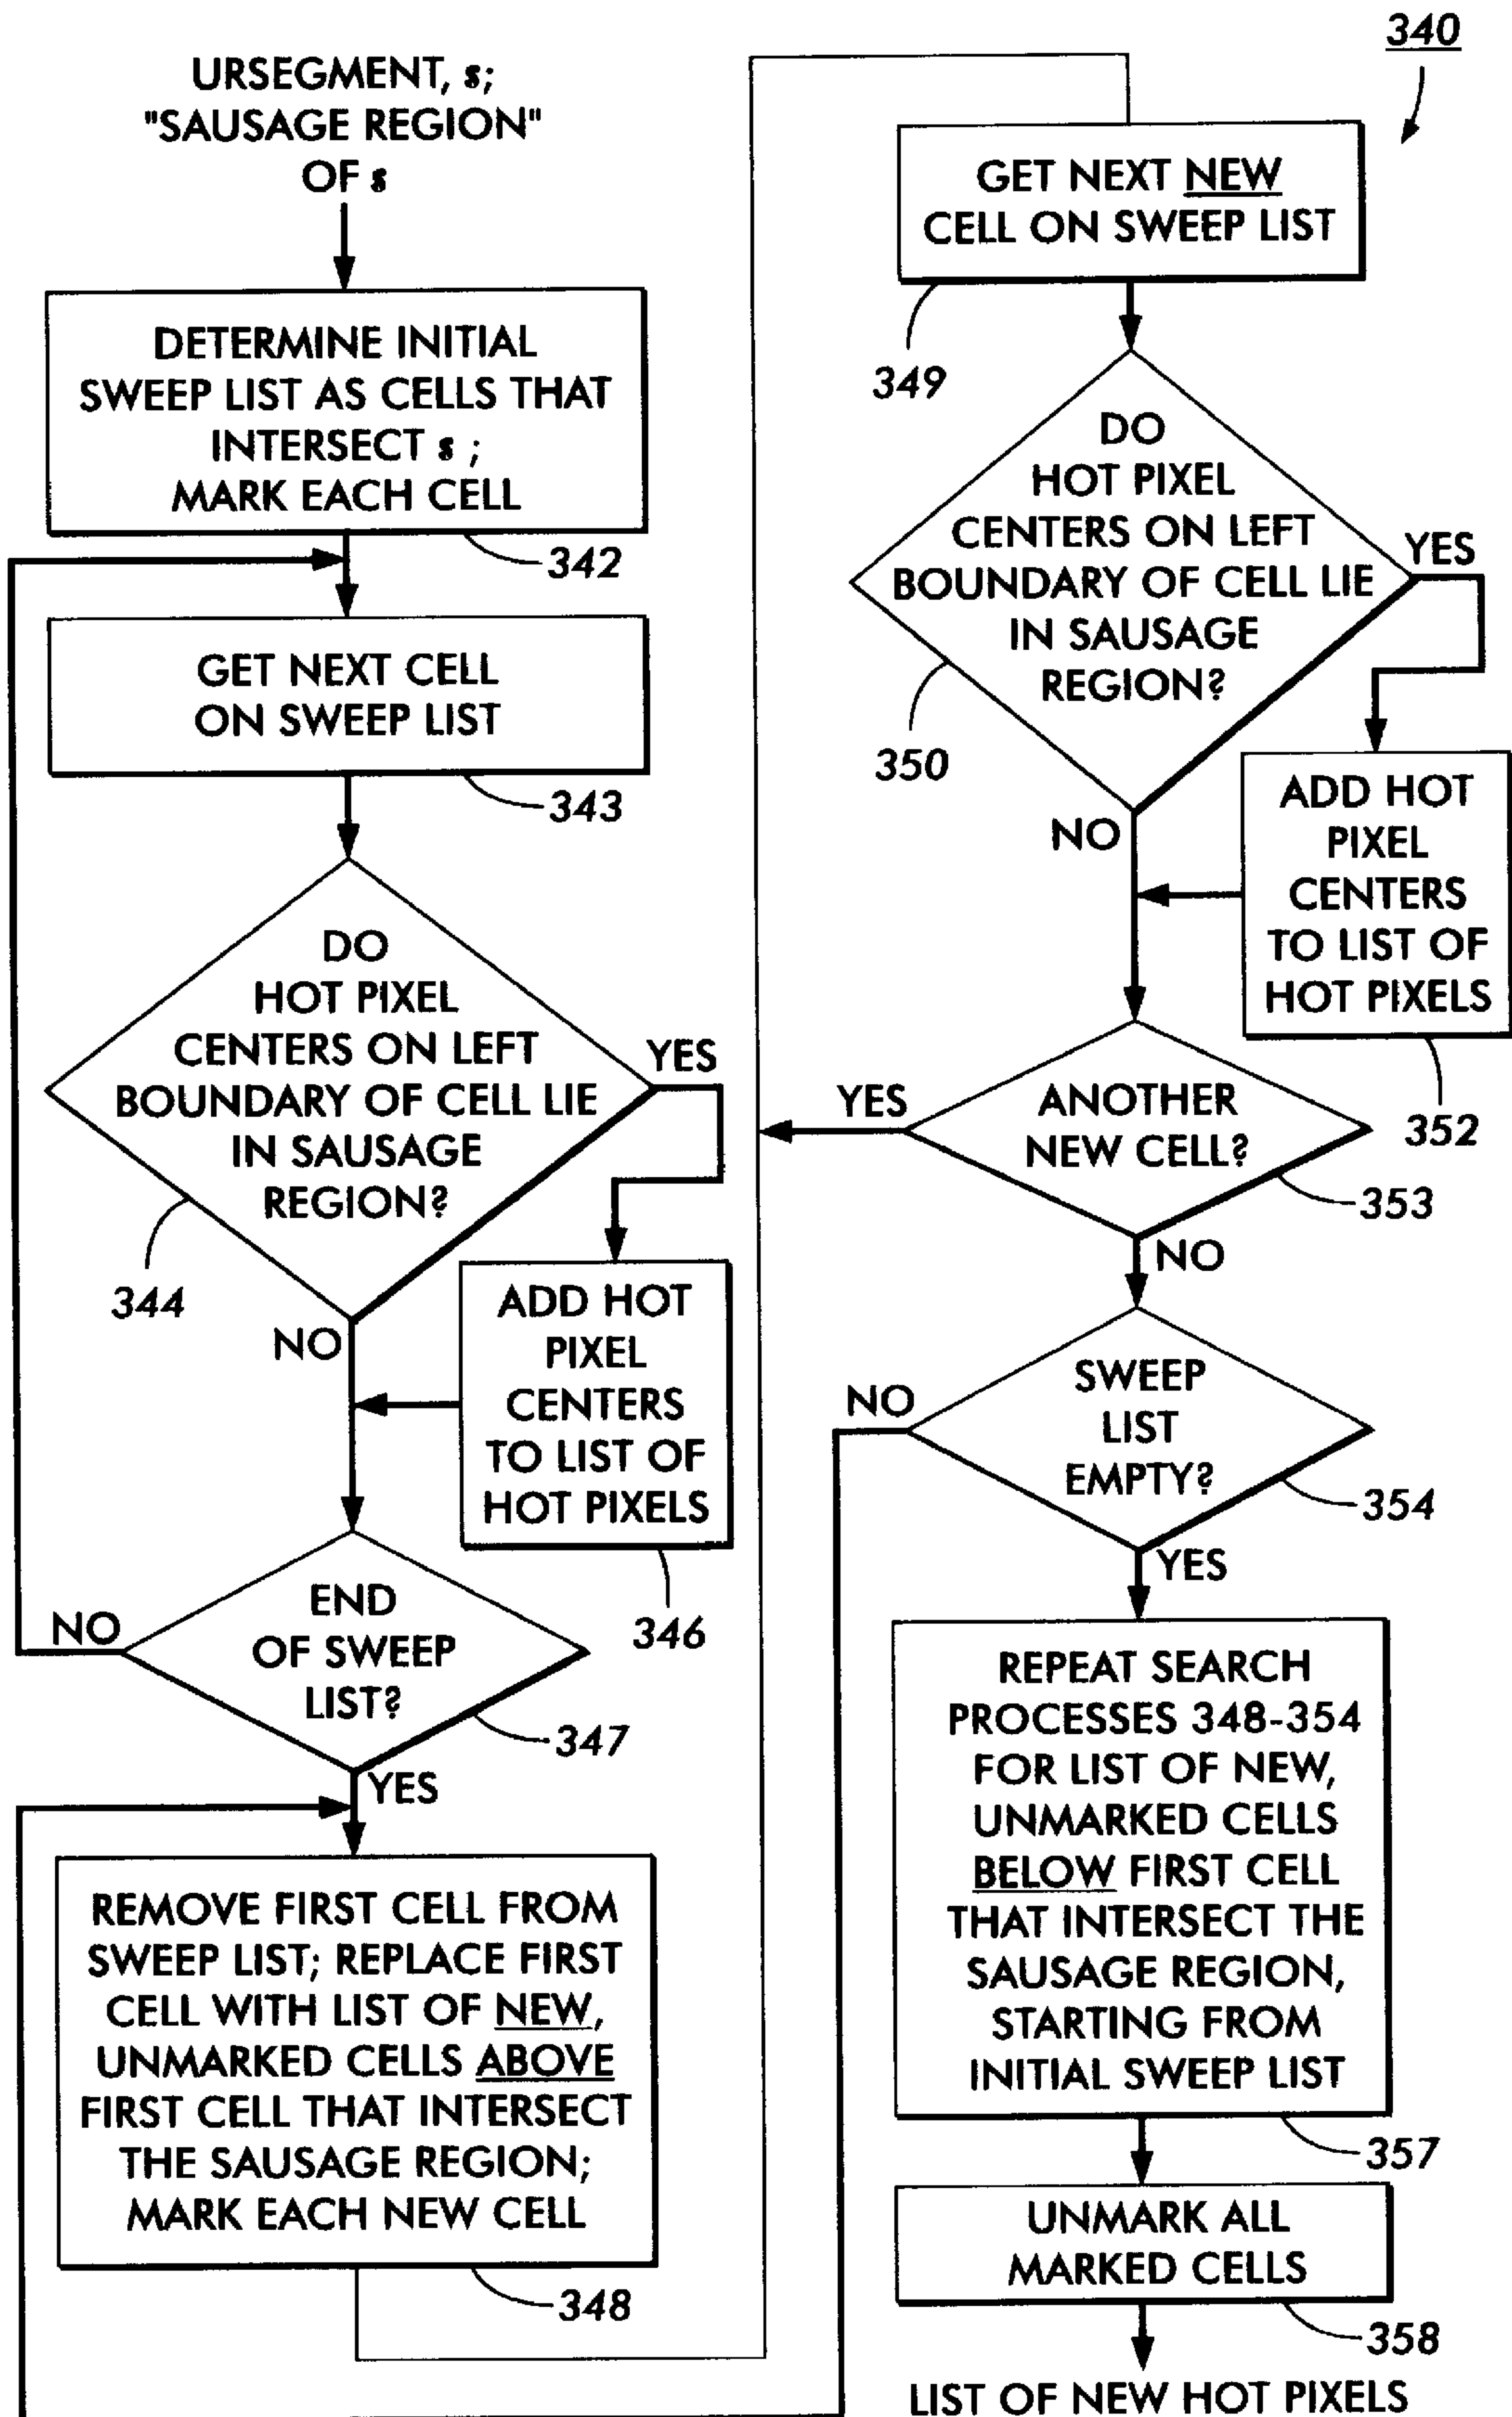 340
URSEGMENT, s;
"SAUSAGE REGION"
OF s
DETERMINE INITIAL
SWEEP LIST AS CELLS THAT
INTERSECT s ;
MARK EACH CELL
342
GET NEXT CELL
ON SWEEP LIST
343
DO
HOT PIXEL
CENTERS ON LEFT
BOUNDARY OF CELL LIE
IN SAUSAGE
REGION?
YES
344
NO
ADD HOT
PIXEL
CENTERS
TO LIST OF
HOT PIXELS
346
END
OF SWEEP
LIST?
NO
347
YES
REMOVE FIRST CELL FROM
SWEEP LIST; REPLACE FIRST
CELL WITH LIST OF NEW,
UNMARKED CELLS ABOVE
FIRST CELL THAT INTERSECT
THE SAUSAGE REGION;
MARK EACH NEW CELL
348
GET NEXT NEW
CELL ON SWEEP LIST
349
DO
HOT PIXEL
CENTERS ON LEFT
BOUNDARY OF CELL LIE
IN SAUSAGE
REGION?
YES
350
NO
ADD HOT
PIXEL
CENTERS
TO LIST OF
HOT PIXELS
352
YES
ANOTHER
NEW CELL?
353
NO
SWEEP
LIST
EMPTY?
NO
354
YES
REPEAT SEARCH
PROCESSES 348-354
FOR LIST OF NEW,
UNMARKED CELLS
BELOW FIRST CELL
THAT INTERSECT THE
SAUSAGE REGION,
STARTING FROM
INITIAL SWEEP LIST
357
UNMARK ALL
MARKED CELLS
358
LIST OF NEW HOT PIXELS